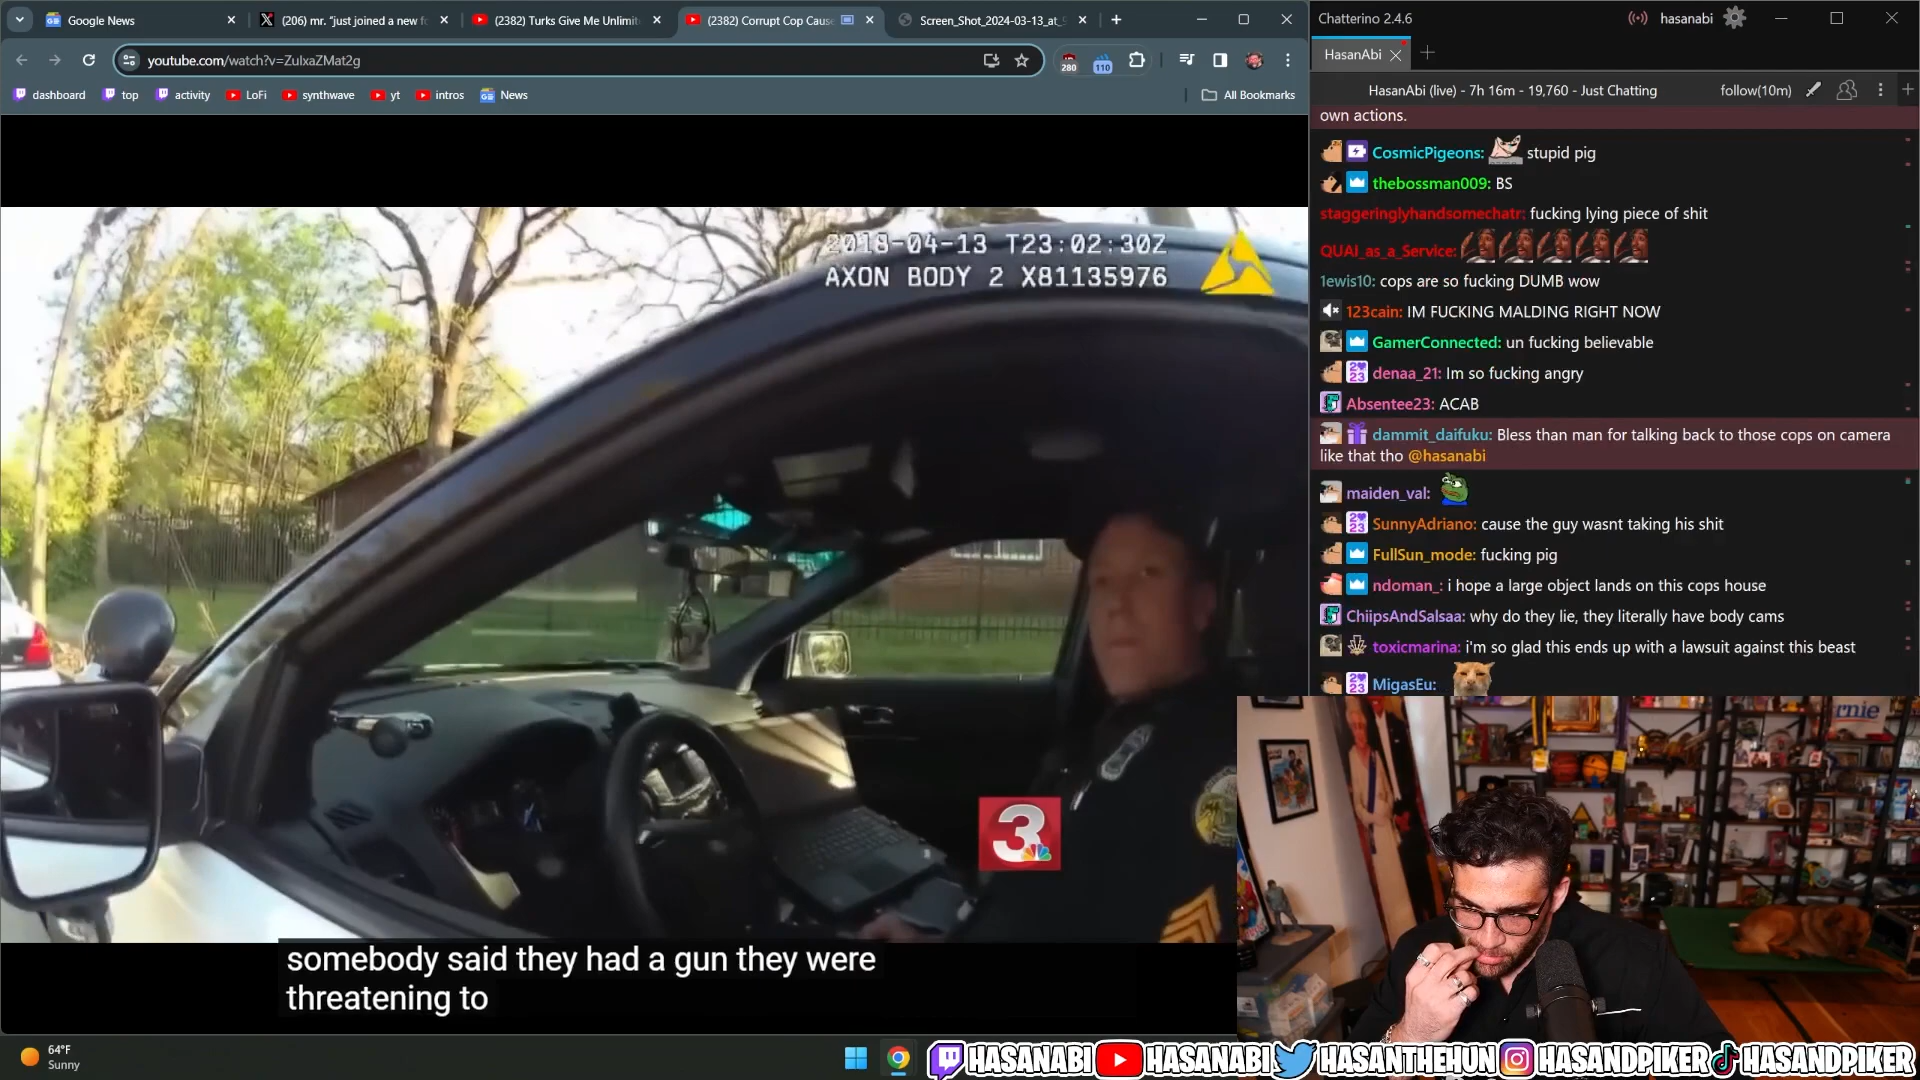 Google News
(206) mr. "just joined a new fo
(2382) Turks Give Me Unlimit
(2382) Corrupt Cop Cause
Screen_Shot_2024-03-13_at_
youtube.com/watch?v=ZuIxaZMat2g
280
110
dashboard
top
activity
LoFi
synthwave
yt
intros
News
All Bookmarks
2018-04-13 T23:02:30Z
AXON BODY 2 X81135976
3
somebody said they had a gun they were
threatening to
64°F
Sunny
Chatterino 2.4.6
hasanabi
HasanAbi
HasanAbi (live) - 7h 16m - 19,760 - Just Chatting
follow(10m)
own actions.
CosmicPigeons: stupid pig
thebossman009: BS
staggeringlyhandsomechatr: fucking lying piece of shit
QUAI_as_a_Service:
1ewis10: cops are so fucking DUMB wow
123cain: IM FUCKING MALDING RIGHT NOW
GamerConnected: un fucking believable
denaa_21: Im so fucking angry
Absentee23: ACAB
dammit_daifuku: Bless than man for talking back to those cops on camera
like that tho @hasanabi
maiden_val:
SunnyAdriano: cause the guy wasnt taking his shit
FullSun_mode: fucking pig
ndoman_: i hope a large object lands on this cops house
ChiipsAndSalsaa: why do they lie, they literally have body cams
toxicmarina: i'm so glad this ends up with a lawsuit against this beast
MigasEu:
rnie
HASANABI
HASANABI
HASANTHEHUN
HASANDPIKER
HASANDPIKER